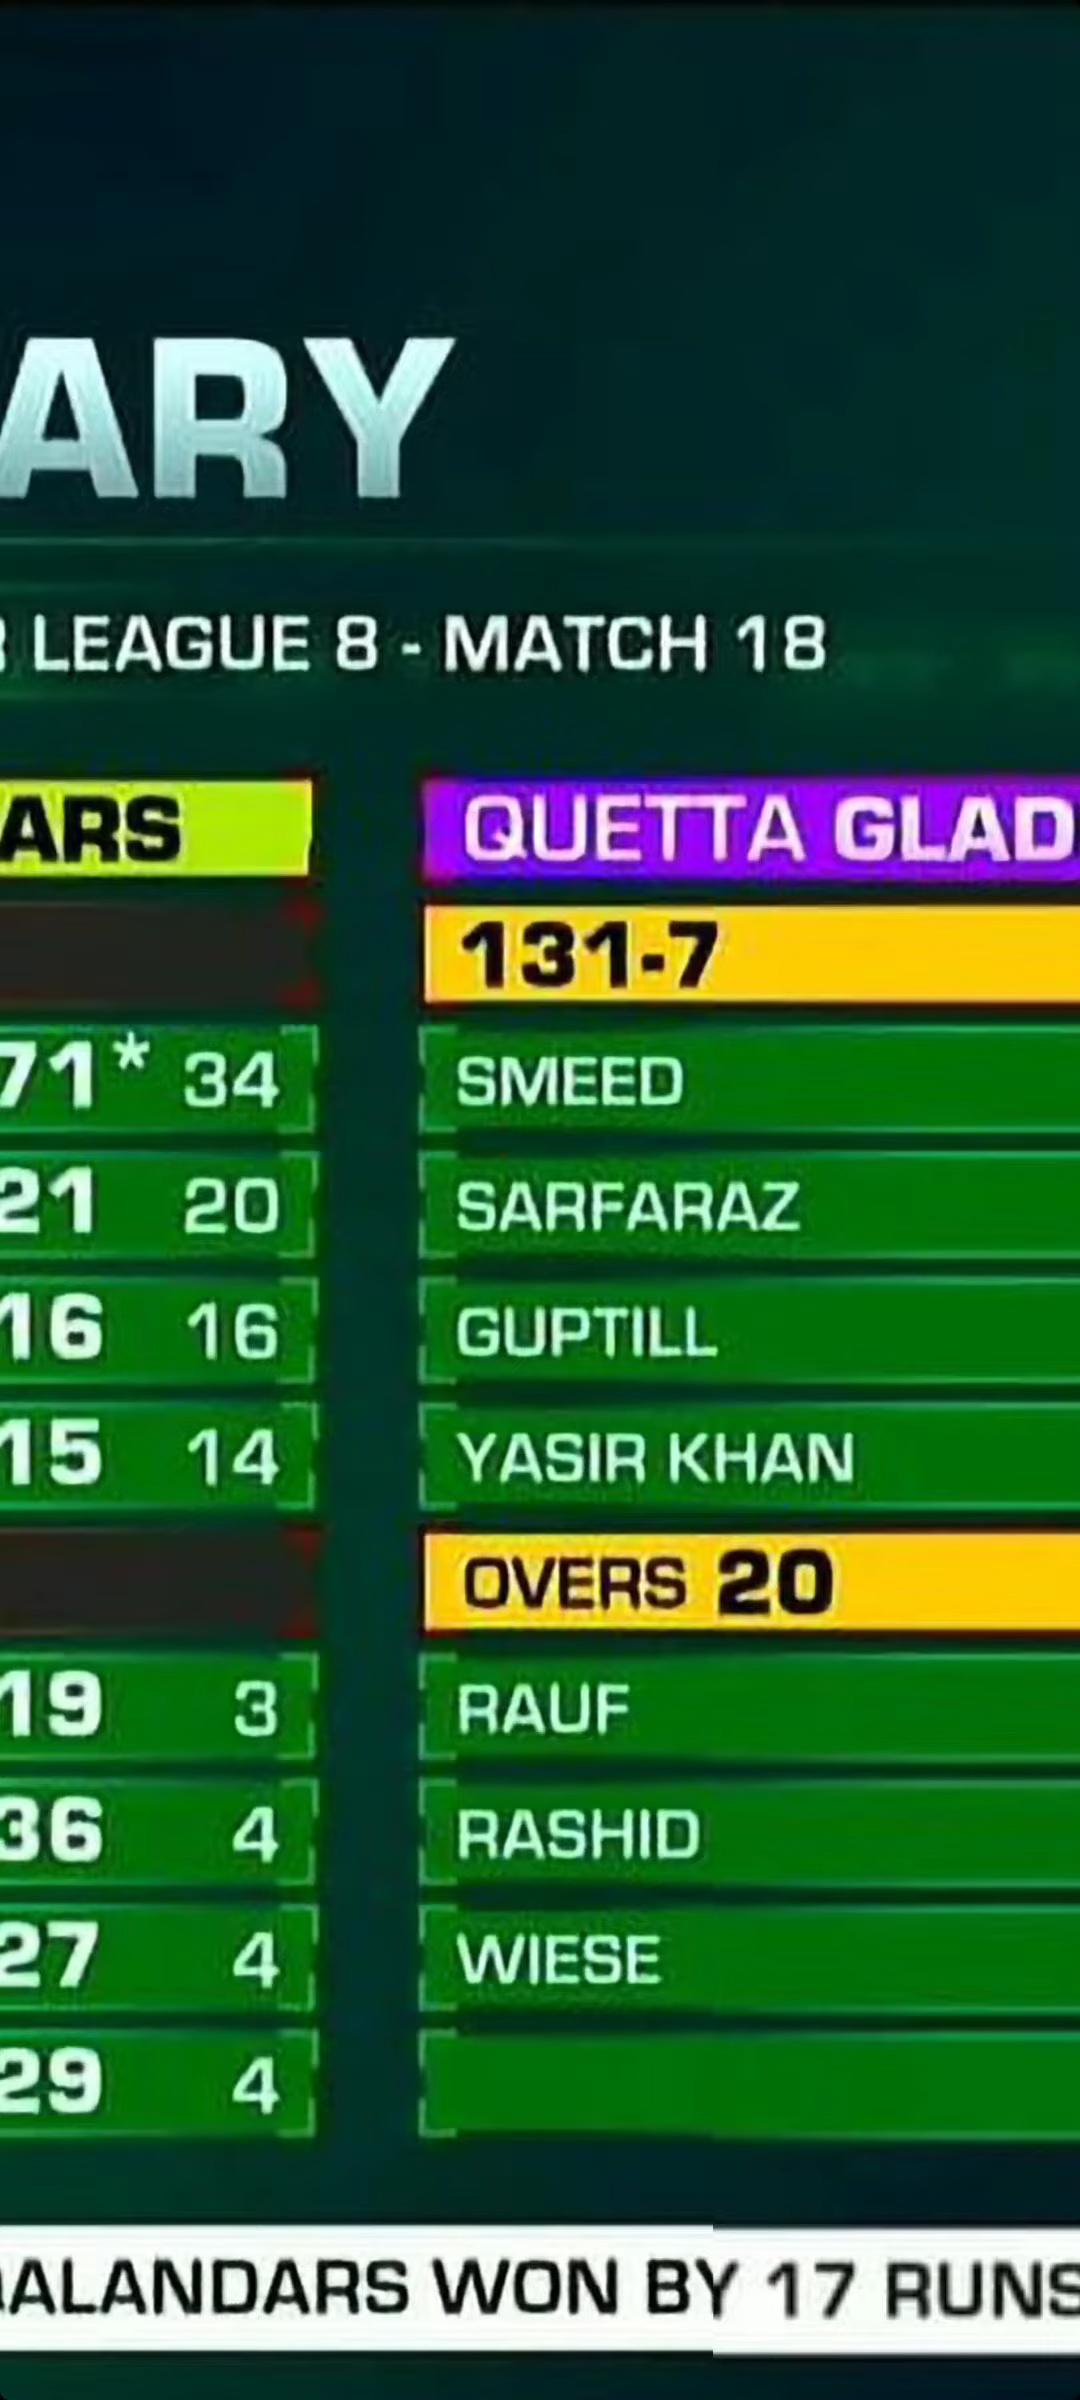 ARY
LEAGUE 8 - MATCH 18
ARS
QUETTA GLAD
131-7
71* 34
SMEED
21 20
SARFARAZ
16 16
GUPTILL
15 14
YASIR KHAN
OVERS 20
19 3
RAUF
36 4
RASHID
27 4
WIESE
29 4
QALANDARS WON BY 17 RUNS